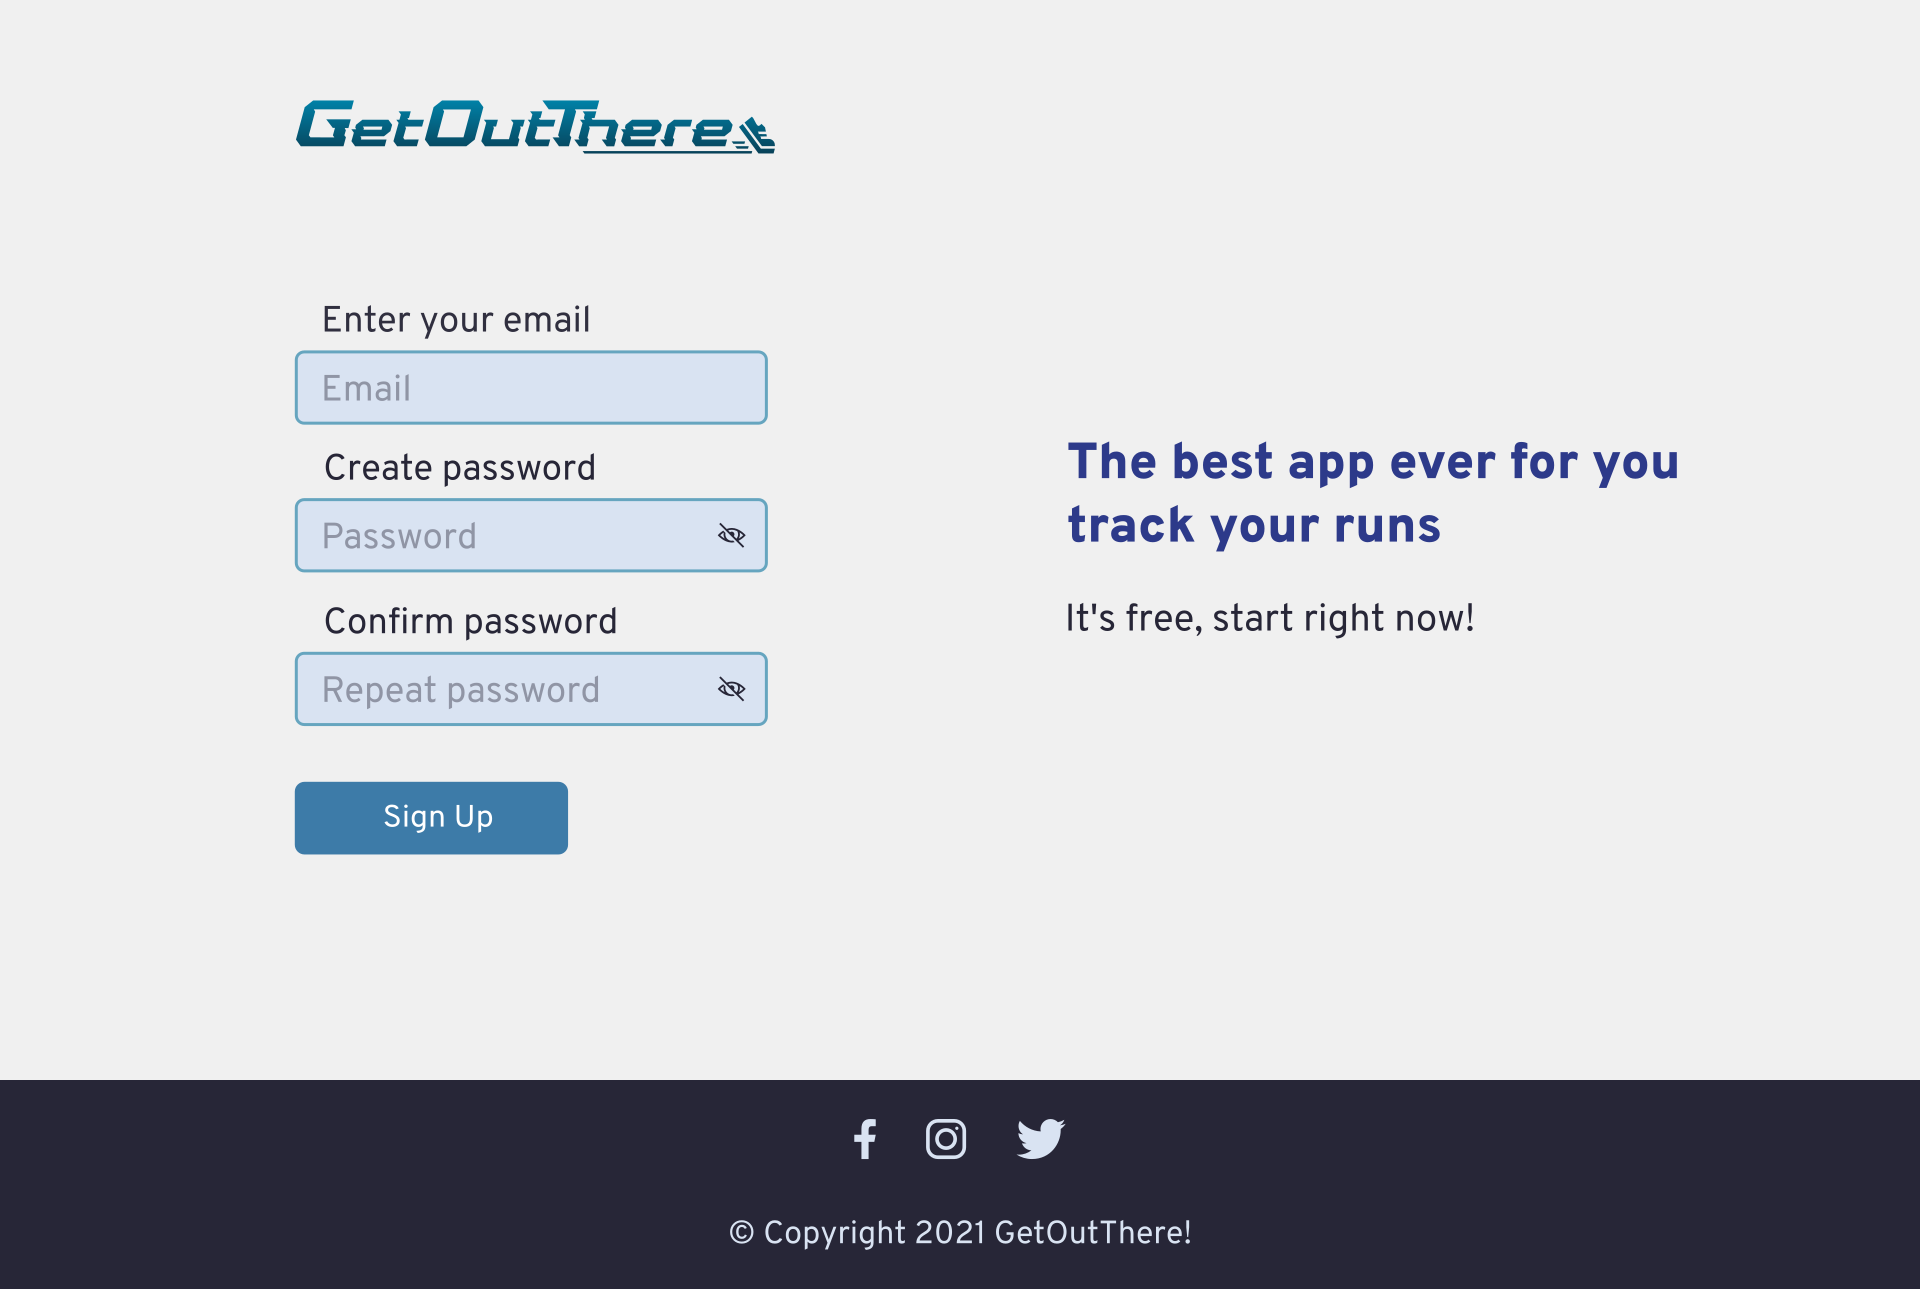 GetOutThere
Enter your email
Email
Create password
Password
Confirm password
Repeat password
Sign Up
The best app ever for you
track your runs
It's free, start right now!
© Copyright 2021 GetOutThere!